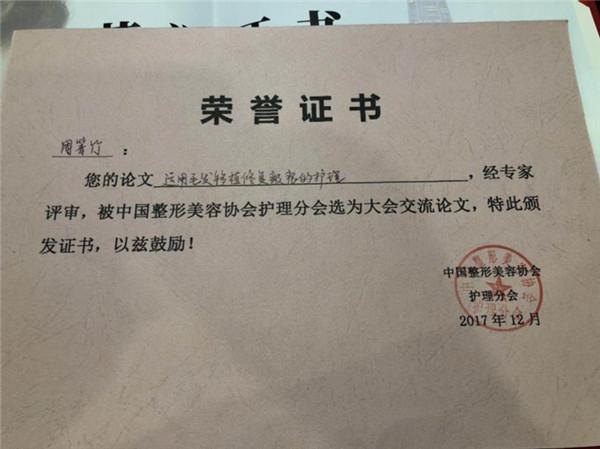 荣誉证书
周箬竹：
您的论文 运用毛发移植修复瘢痕的护理，经专家
评审，被中国整形美容协会护理分会选为大会交流论文，特此颁
发证书，以兹鼓励！
中国整形美容协会
护理分会
2017年12月